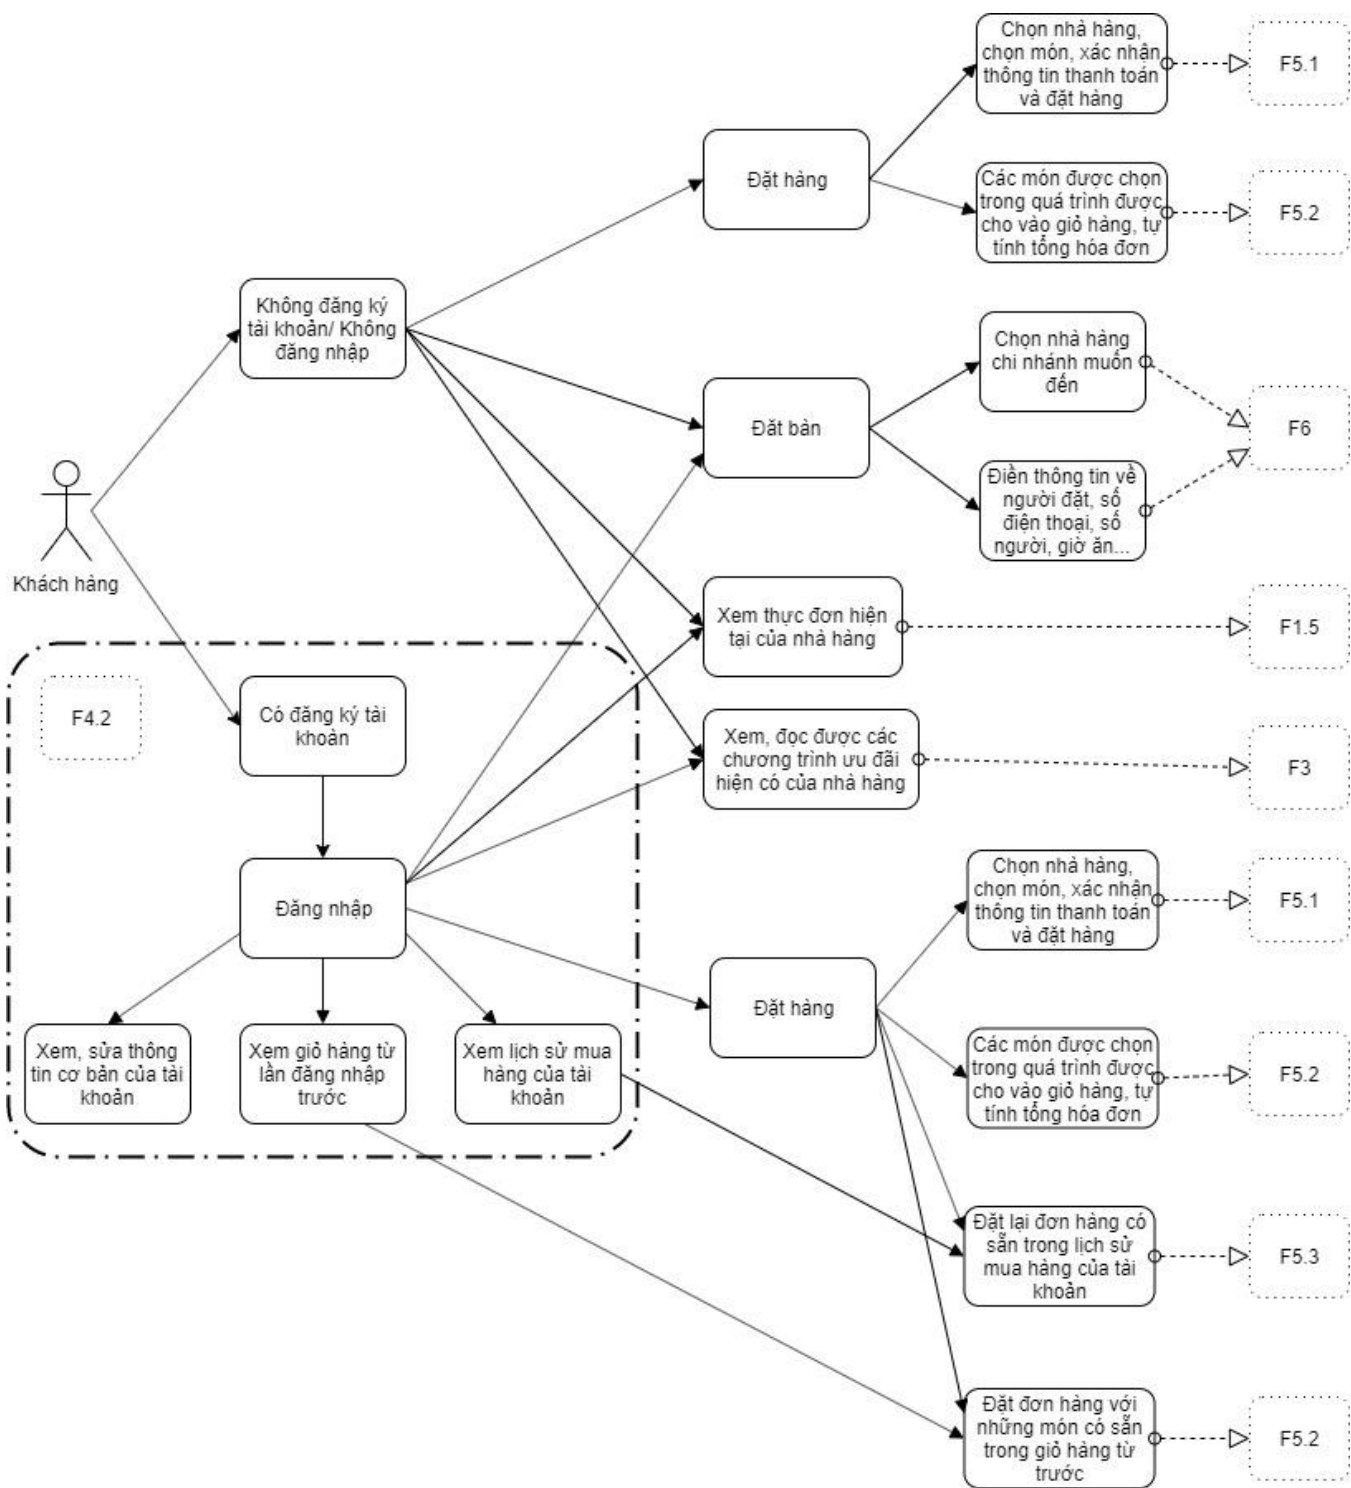 Chọn nhà hàng,
chọn món, xác nhận
thông tin thanh toán
và đặt hàng
F5.1
Đặt hàng
Các món được chọn
trong quá trình được
cho vào giỏ hàng, tự
tính tổng hóa đơn
F5.2
Không đăng ký
tài khoản/ Không
đăng nhập
Chọn nhà hàng
chi nhánh muốn
đến
Đăt bàn
F6
Điền thông tin về
người đặt, số
điện thoại, số
người, giờ ăn...
Khách hàng
Xem thực đơn hiện
tại của nhà hàng
F1.5
F4.2
Có đăng ký tài
khoản
Xem, đọc được các
chương trình ưu đãi
hiện có của nhà hàng
F3
Đăng nhập
Chọn nhà hàng,
chọn món, xác nhận
thông tin thanh toán
và đặt hàng
F5.1
Đặt hàng
Xem, sửa thông
tin cơ bản của tài
khoản
Xem giỏ hàng từ
lần đăng nhập
trước
Xem lịch sử mua
hàng của tài
khoản
Các món được chọn
trong quá trình được
cho vào giỏ hàng, tự
tính tổng hóa đơn
F5.2
Đặt lại đơn hàng có
sẵn trong lịch sử
mua hàng của tài
khoản
F5.3
Đặt đơn hàng với
những món có sẵn
trong giỏ hàng từ
trước
F5.2